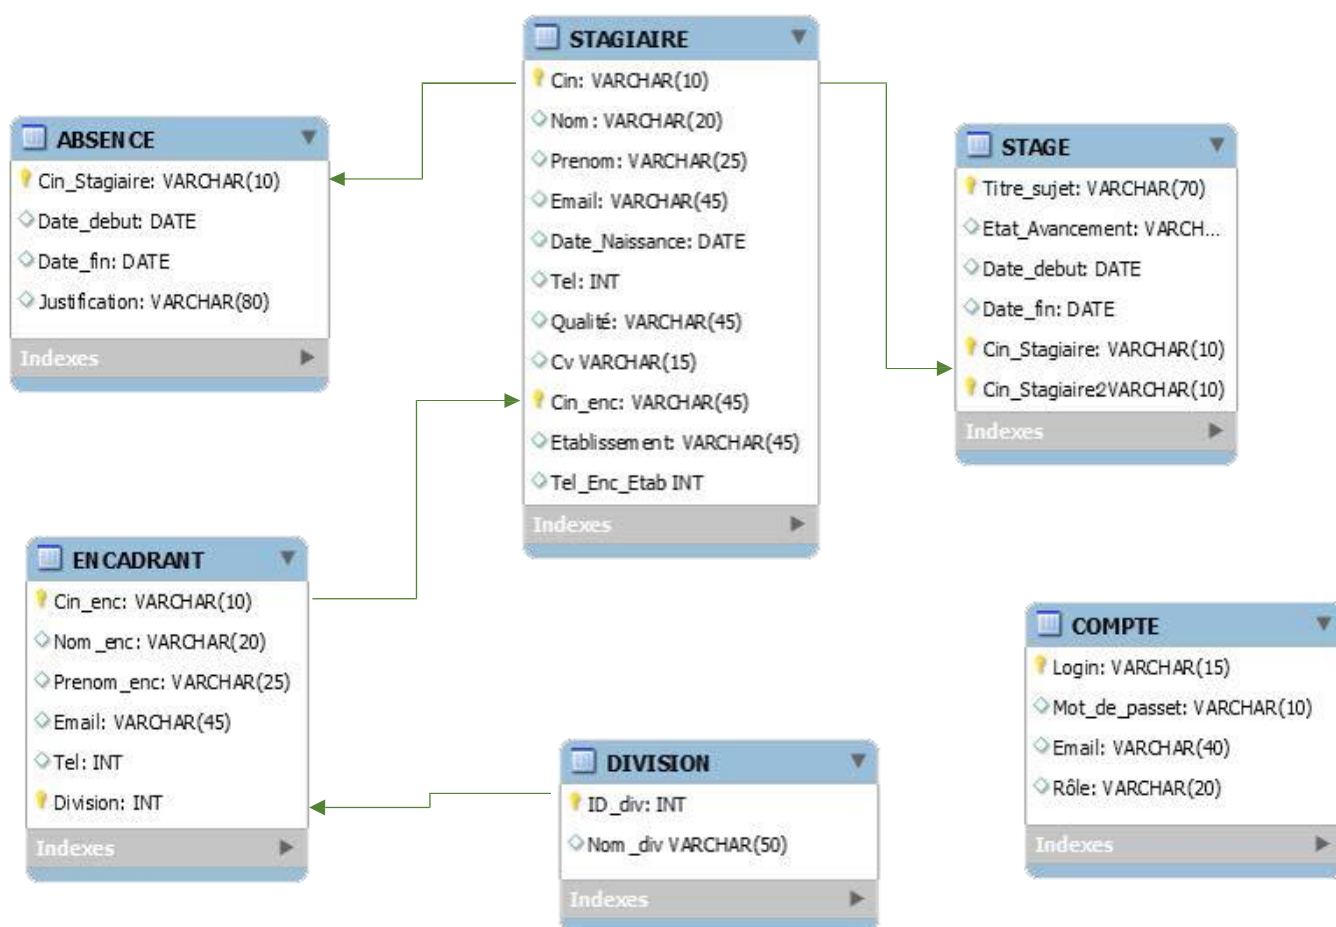 STAGIAIRE
Cin: VARCHAR(10)
Nom : VARCHAR(20)
Prenom: VARCHAR(25)
Email: VARCHAR(45)
Date_Naissance: DATE
Tel: INT
Qualité: VARCHAR(45)
Cv VARCHAR(15)
Cin_enc: VARCHAR(45)
Etablissement: VARCHAR(45)
Tel_Enc_Etab INT
Indexes
ABSENCE
Cin_Stagiaire: VARCHAR(10)
Date_debut: DATE
Date_fin: DATE
Justification: VARCHAR(80)
Indexes
STAGE
Titre_sujet: VARCHAR(70)
Etat_Avancement: VARCH...
Date_debut: DATE
Date_fin: DATE
Cin_Stagiaire: VARCHAR(10)
Cin_Stagiaire2VARCHAR(10)
Indexes
ENCADRANT
Cin_enc: VARCHAR(10)
Nom_enc: VARCHAR(20)
Prenom_enc: VARCHAR(25)
Email: VARCHAR(45)
Tel: INT
Division: INT
Indexes
DIVISION
ID_div: INT
Nom_div VARCHAR(50)
Indexes
COMPTE
Login: VARCHAR(15)
Mot_de_passet: VARCHAR(10)
Email: VARCHAR(40)
Rôle: VARCHAR(20)
Indexes